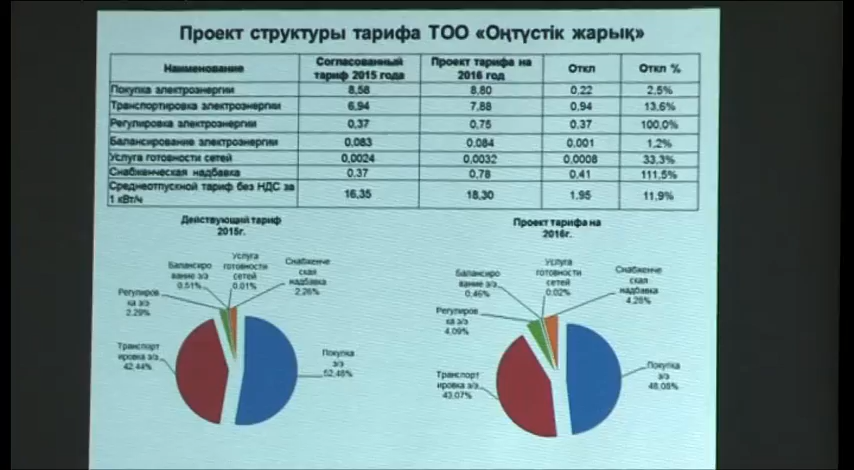 Проект структуры тарифа ТОО «Оңтүстік жарық»
Наименование Согласованный тариф 2015 года Проект тарифа на 2016 год Откл Откл %
Покупка электроэнергии 8,58 8,80 0,22 2,5%
Транспортировка электроэнергии 6,94 7,88 0,94 13,6%
Регулировка электроэнергии 0,37 0,75 0,37 100,0%
Балансирование электроэнергии 0,083 0,084 0,001 1,2%
Услуга готовности сетей 0,0024 0,0032 0,0008 33,3%
Снабженческая надбавка 0,37 0,78 0,41 111,5%
Среднеотпускной тариф без НДС за 1 кВт/ч 16,35 18,30 1,95 11,9%
Действующий тариф
2015г.
Балансиро
вание э/э
0,51%
Услуга
готовности
сетей
0,01%
Снабженче
ская
надбавка
2,26%
Регулиров
ка э/э
2,29%
Транспорт
ировка э/э
42,44%
Покупка
э/э
52,48%
Проект тарифа на
2016г.
Балансиро
вание э/э
0,46%
Услуга
готовности
сетей
0,02%
Снабженче
ская
надбавка
4,28%
Регулиров
ка э/э
4,09%
Транспорт
ировка э/э
43,07%
Покупка
э/э
48,08%